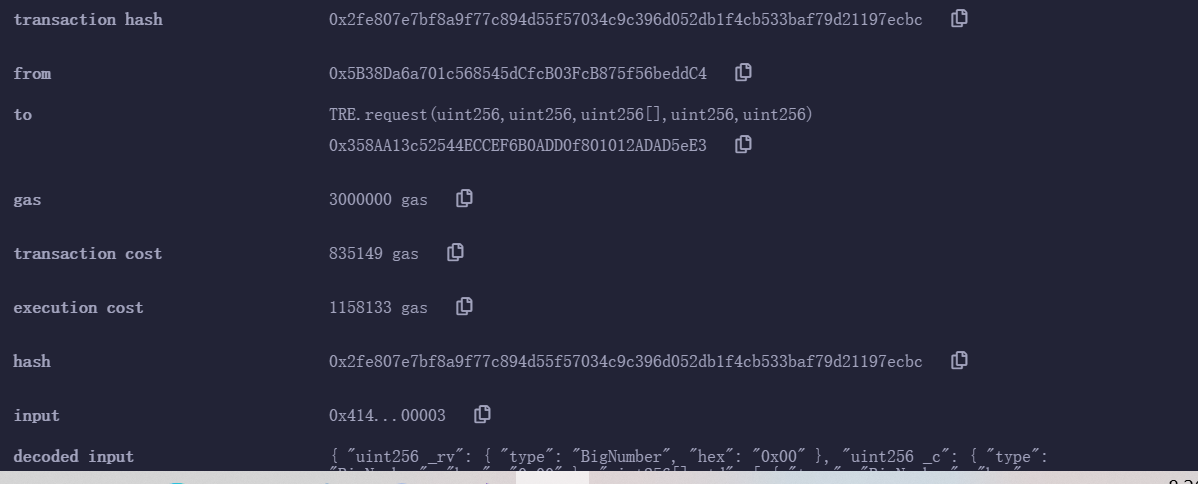 transaction hash 0x2fe807e7bf8a9f77c894d55f57034c9c396d052db1f4cb533baf79d21197ecbc
from 0x5B38Da6a701c568545dCfcB03FcB875f56beddC4
to TRE.request(uint256,uint256,uint256[],uint256,uint256)
0x358AA13c52544ECCEF6B0ADD0f801012ADAD5eE3
gas 3000000 gas
transaction cost 835149 gas
execution cost 1158133 gas
hash 0x2fe807e7bf8a9f77c894d55f57034c9c396d052db1f4cb533baf79d21197ecbc
input 0x414...00003
decoded input { "uint256 _rv": { "type": "BigNumber", "hex": "0x00" }, "uint256 _c": { "type":